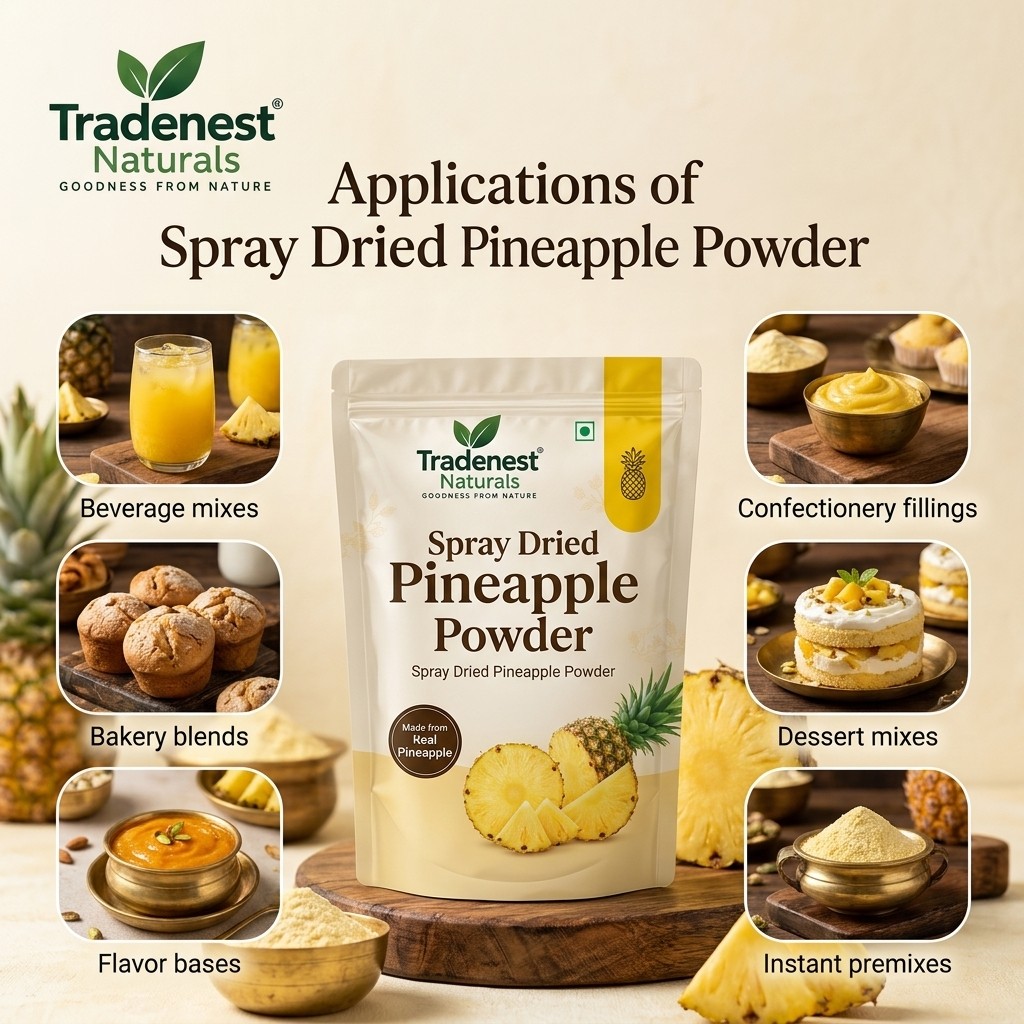 Tradenest®
Naturals
GOODNESS FROM NATURE
Applications of
Spray Dried Pineapple Powder
Beverage mixes
Bakery blends
Flavor bases
Tradenest®
Naturals
GOODNESS FROM NATURE
Spray Dried
Pineapple
Powder
Spray Dried Pineapple Powder
Made from
Real
Pineapple
Confectionery fillings
Dessert mixes
Instant premixes